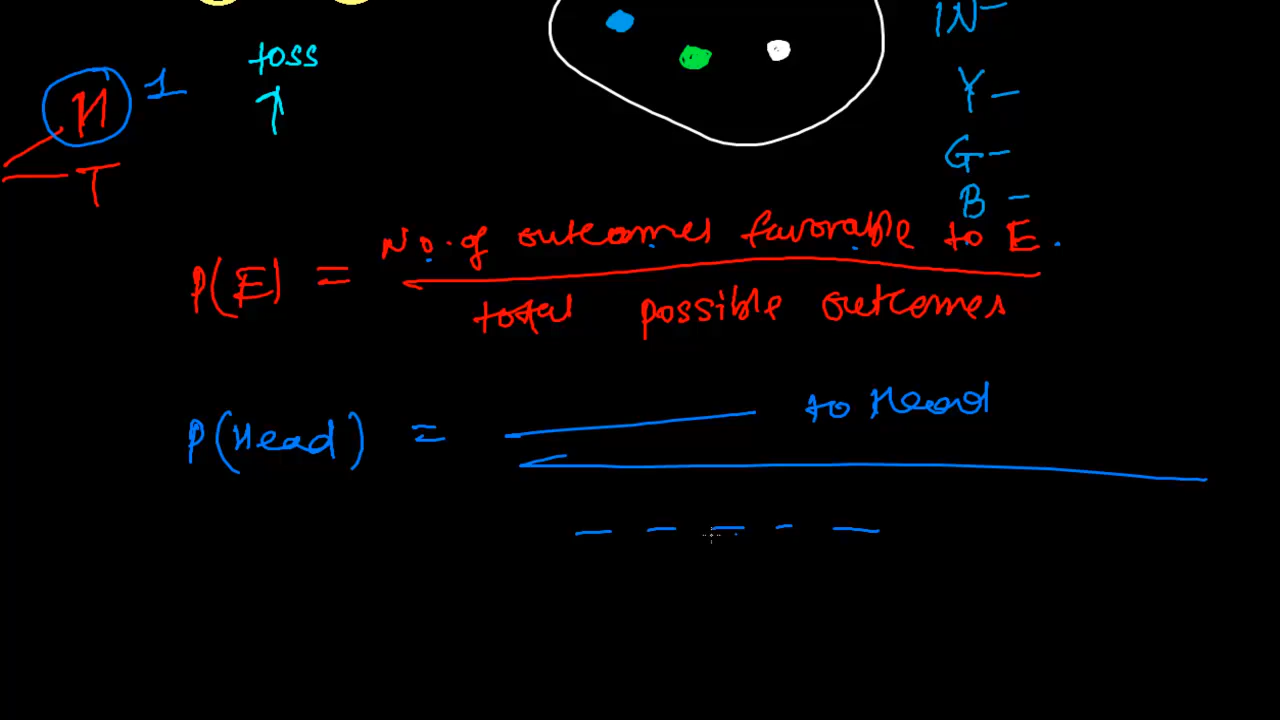 toss
H 1
T
W-
Y-
G-
B -
P(E) = No. of outcomes favorable to E.
total possible outcomes
P(Head) = to Head